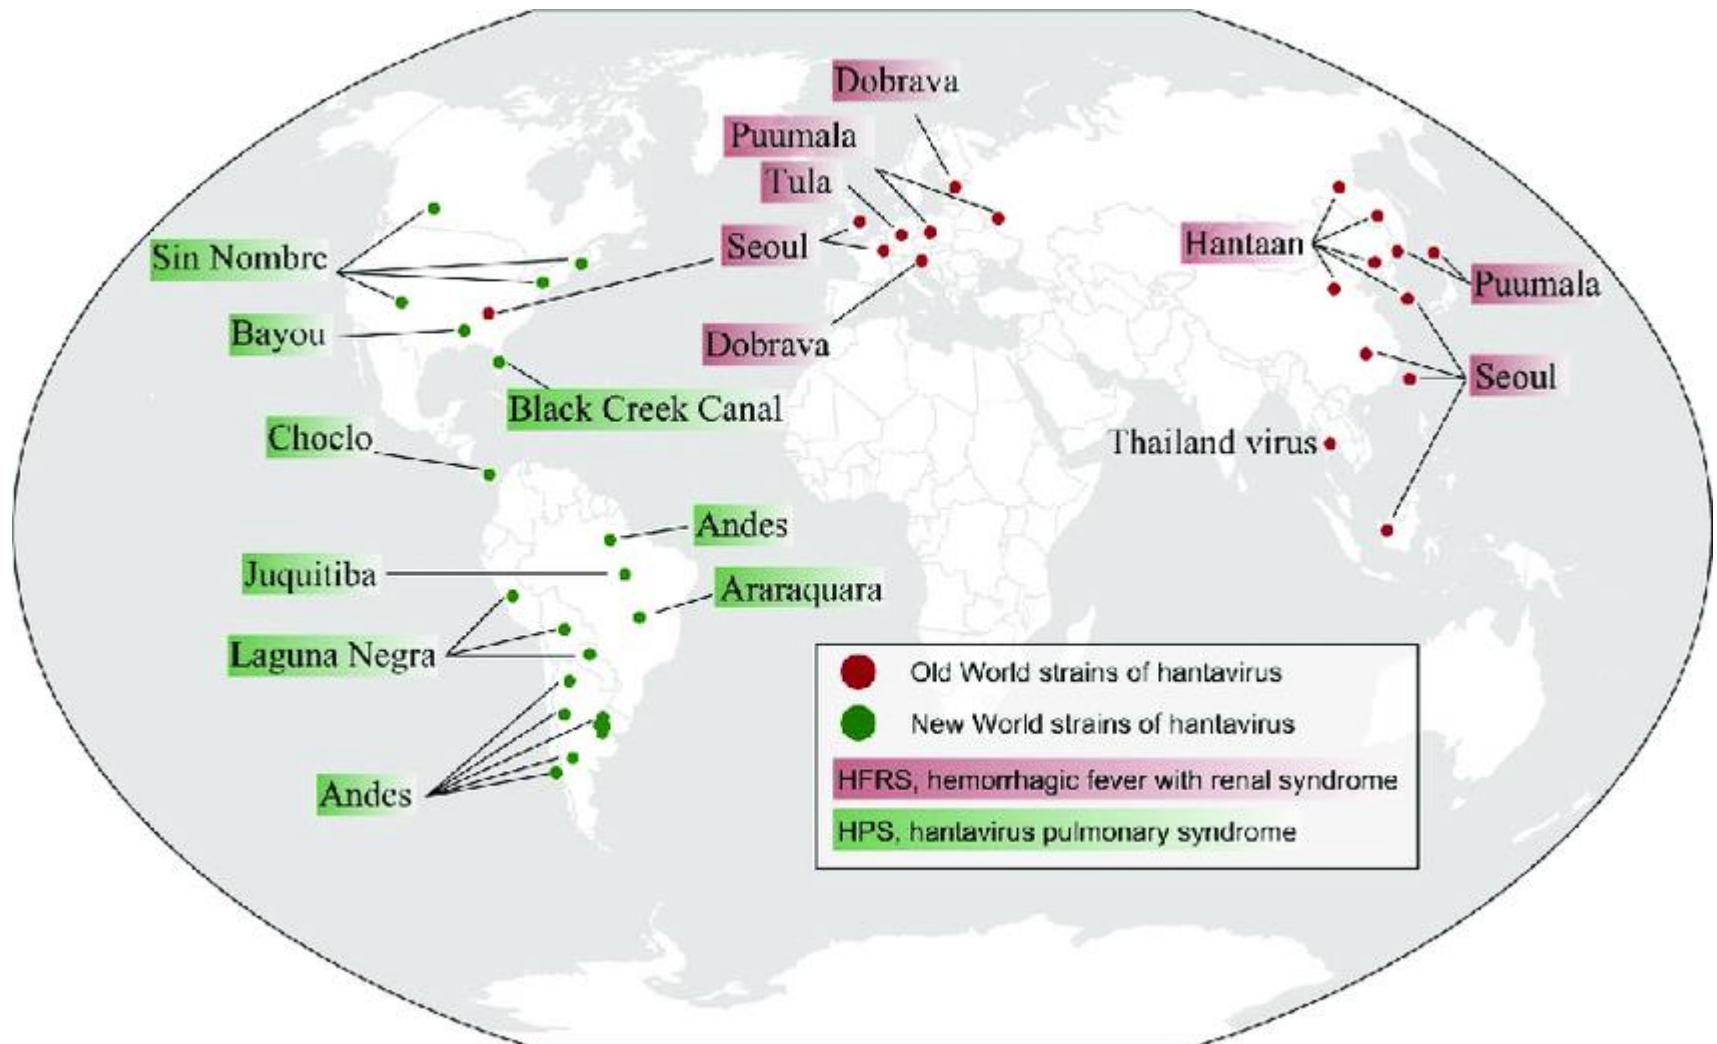 Dobrava
Puumala
Tula
Seoul
Dobrava
Sin Nombre
Bayou
Black Creek Canal
Choclo
Hantaan
Puumala
Seoul
Thailand virus
Andes
Juquitiba
Araraquara
Laguna Negra
Andes
Old World strains of hantavirus
New World strains of hantavirus
HFRS, hemorrhagic fever with renal syndrome
HPS, hantavirus pulmonary syndrome